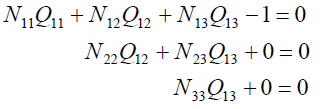 N₁₁Q₁₁ + N₁₂Q₁₂ + N₁₃Q₁₃ − 1 = 0
N₂₂Q₁₂ + N₂₃Q₁₃ + 0 = 0
N₃₃Q₁₃ + 0 = 0